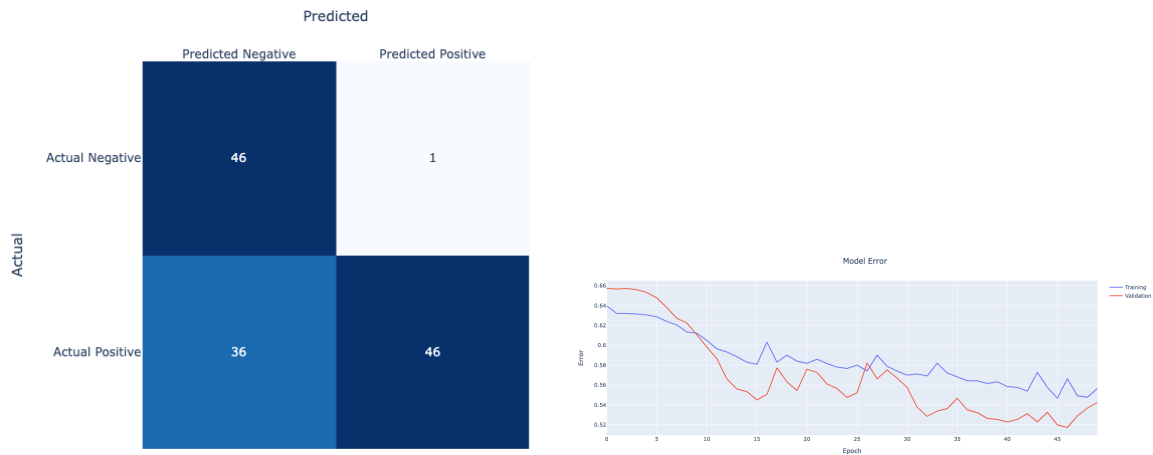 Predicted
Predicted Negative Predicted Positive
Actual Negative 46 1
Actual
Actual Positive 36 46
Model Error
0.66
0.64
0.62
0.6
0.58
0.56
0.54
0.52
Error
0 5 10 15 20 25 30 35 40 45
Epoch
Training
Validation